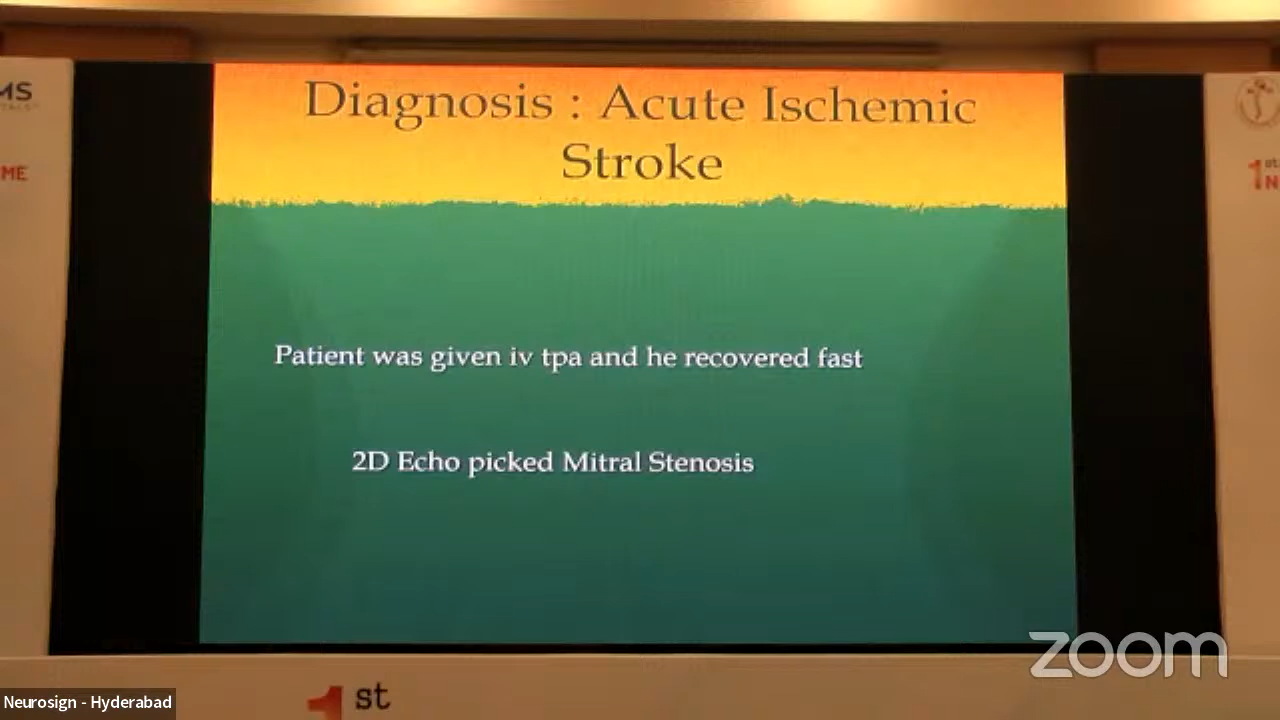 Diagnosis : Acute Ischemic
Stroke
Patient was given iv tpa and he recovered fast
2D Echo picked Mitral Stenosis
MS
ME
1st
N
zoom
Neurosign - Hyderabad
1st